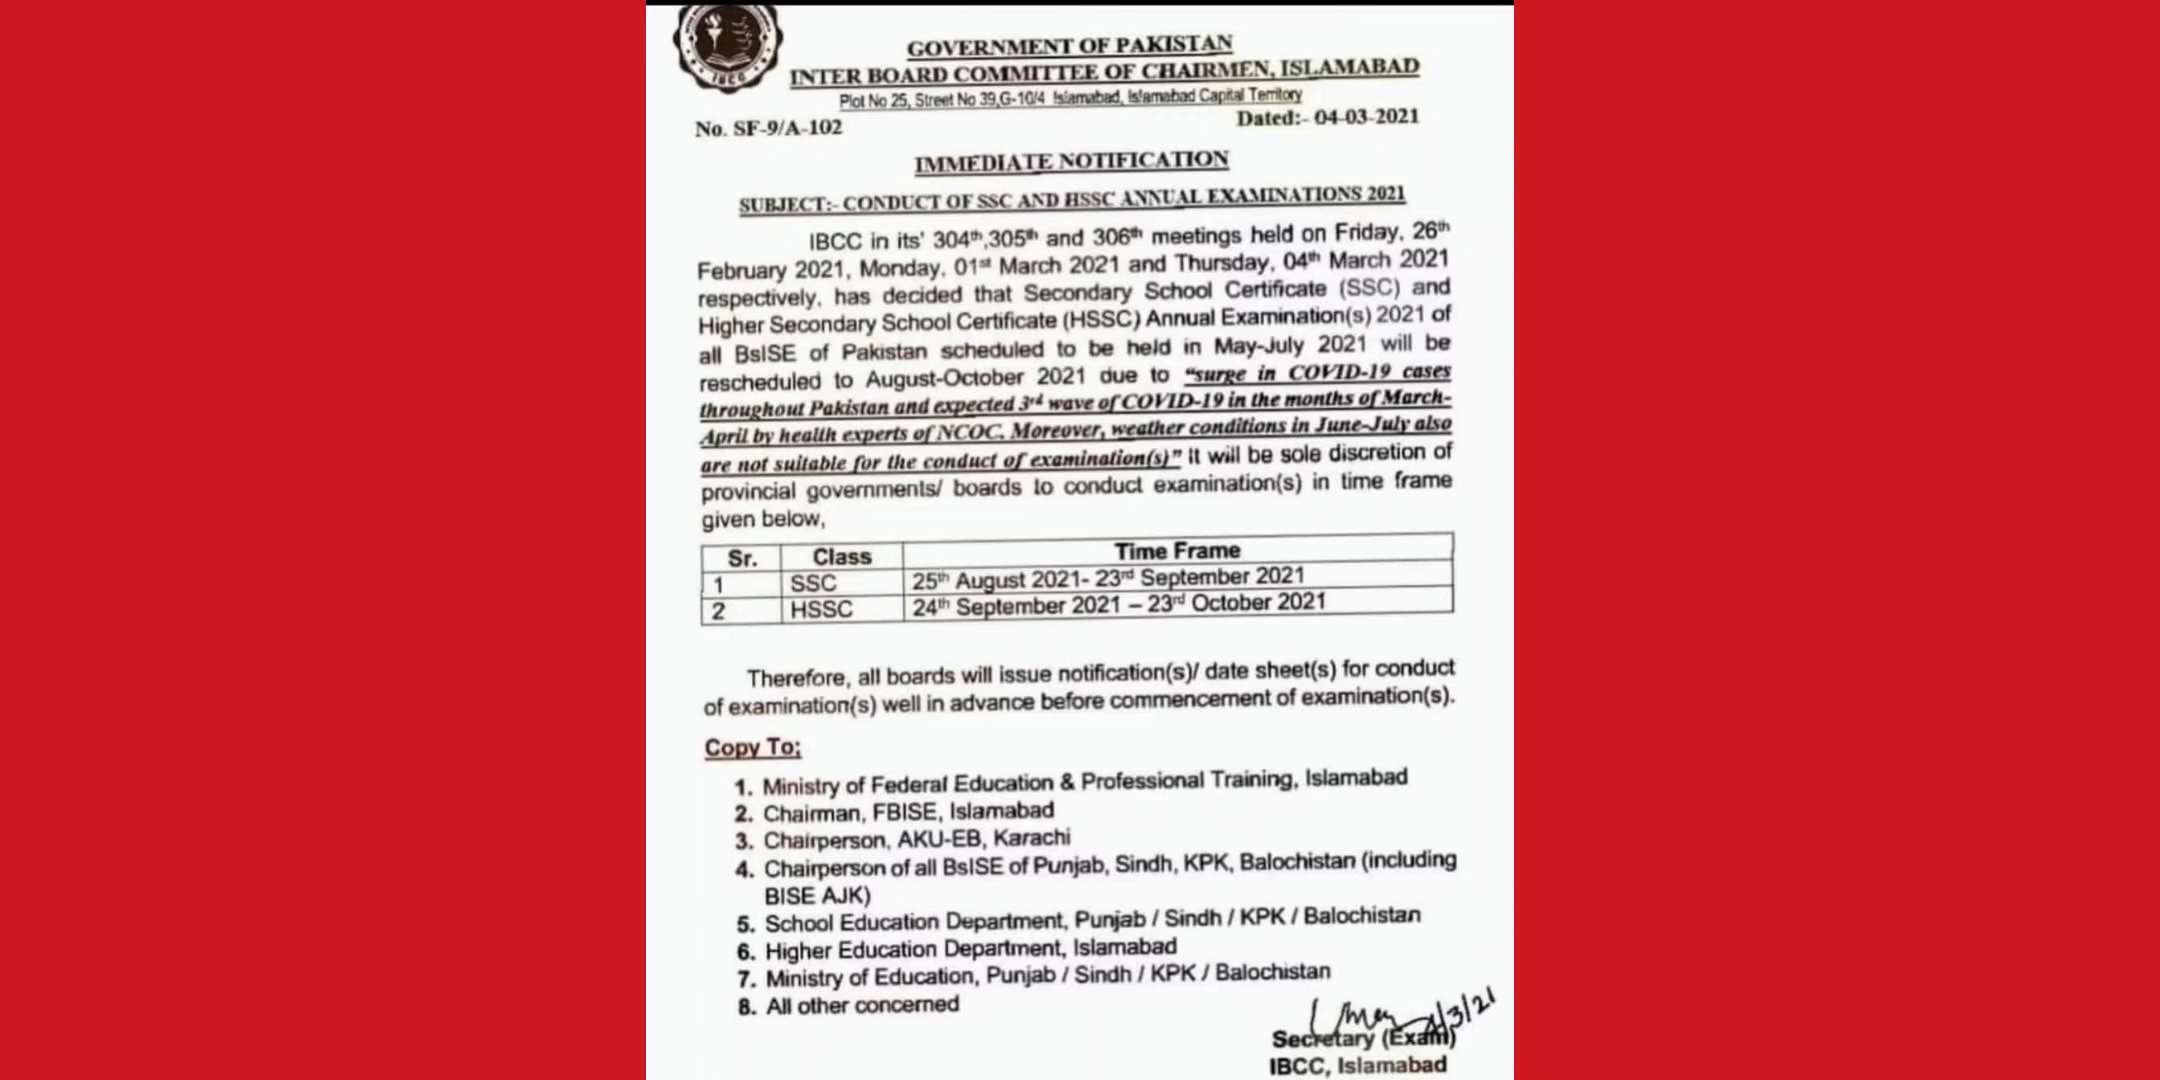 IBCC
GOVERNMENT OF PAKISTAN
INTER BOARD COMMITTEE OF CHAIRMEN, ISLAMABAD
Plot No 25, Street No 39,G-10/4 Islamabad, Islamabad Capital Territory
No. SF-9/A-102 Dated:- 04-03-2021
IMMEDIATE NOTIFICATION
SUBJECT:- CONDUCT OF SSC AND HSSC ANNUAL EXAMINATIONS 2021
IBCC in its' 304th,305th and 306th meetings held on Friday, 26th
February 2021, Monday, 01st March 2021 and Thursday, 04th March 2021
respectively, has decided that Secondary School Certificate (SSC) and
Higher Secondary School Certificate (HSSC) Annual Examination(s) 2021 of
all BsISE of Pakistan scheduled to be held in May-July 2021 will be
rescheduled to August-October 2021 due to "surge in COVID-19 cases
throughout Pakistan and expected 3rd wave of COVID-19 in the months of March-
April by health experts of NCOC. Moreover, weather conditions in June-July also
are not suitable for the conduct of examination(s)" It will be sole discretion of
provincial governments/ boards to conduct examination(s) in time frame
given below,
Sr. Class Time Frame
1 SSC 25th August 2021- 23rd September 2021
2 HSSC 24th September 2021 – 23rd October 2021
Therefore, all boards will issue notification(s)/ date sheet(s) for conduct
of examination(s) well in advance before commencement of examination(s).
Copy To;
1. Ministry of Federal Education & Professional Training, Islamabad
2. Chairman, FBISE, Islamabad
3. Chairperson, AKU-EB, Karachi
4. Chairperson of all BsISE of Punjab, Sindh, KPK, Balochistan (including
BISE AJK)
5. School Education Department, Punjab / Sindh / KPK / Balochistan
6. Higher Education Department, Islamabad
7. Ministry of Education, Punjab / Sindh / KPK / Balochistan
8. All other concerned
4/3/21
Secretary (Exam)
IBCC, Islamabad